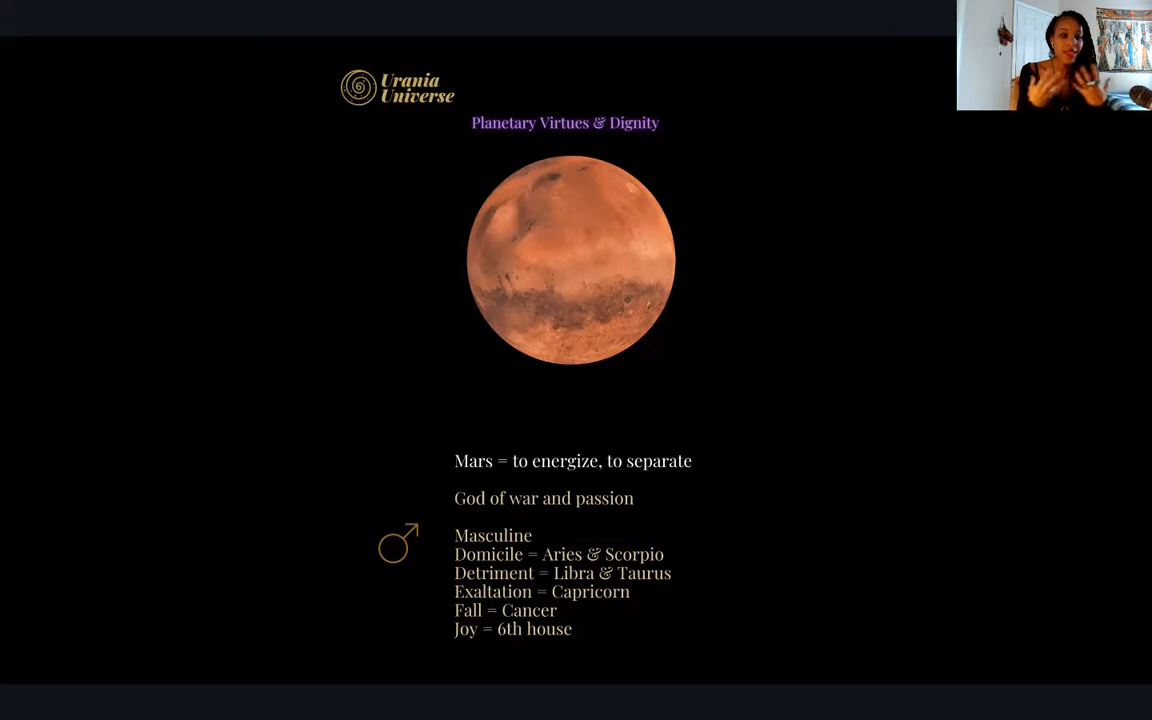 Urania
Universe
Planetary Virtues & Dignity
Mars = to energize, to separate
God of war and passion
Masculine
Domicile = Aries & Scorpio
Detriment = Libra & Taurus
Exaltation = Capricorn
Fall = Cancer
Joy = 6th house